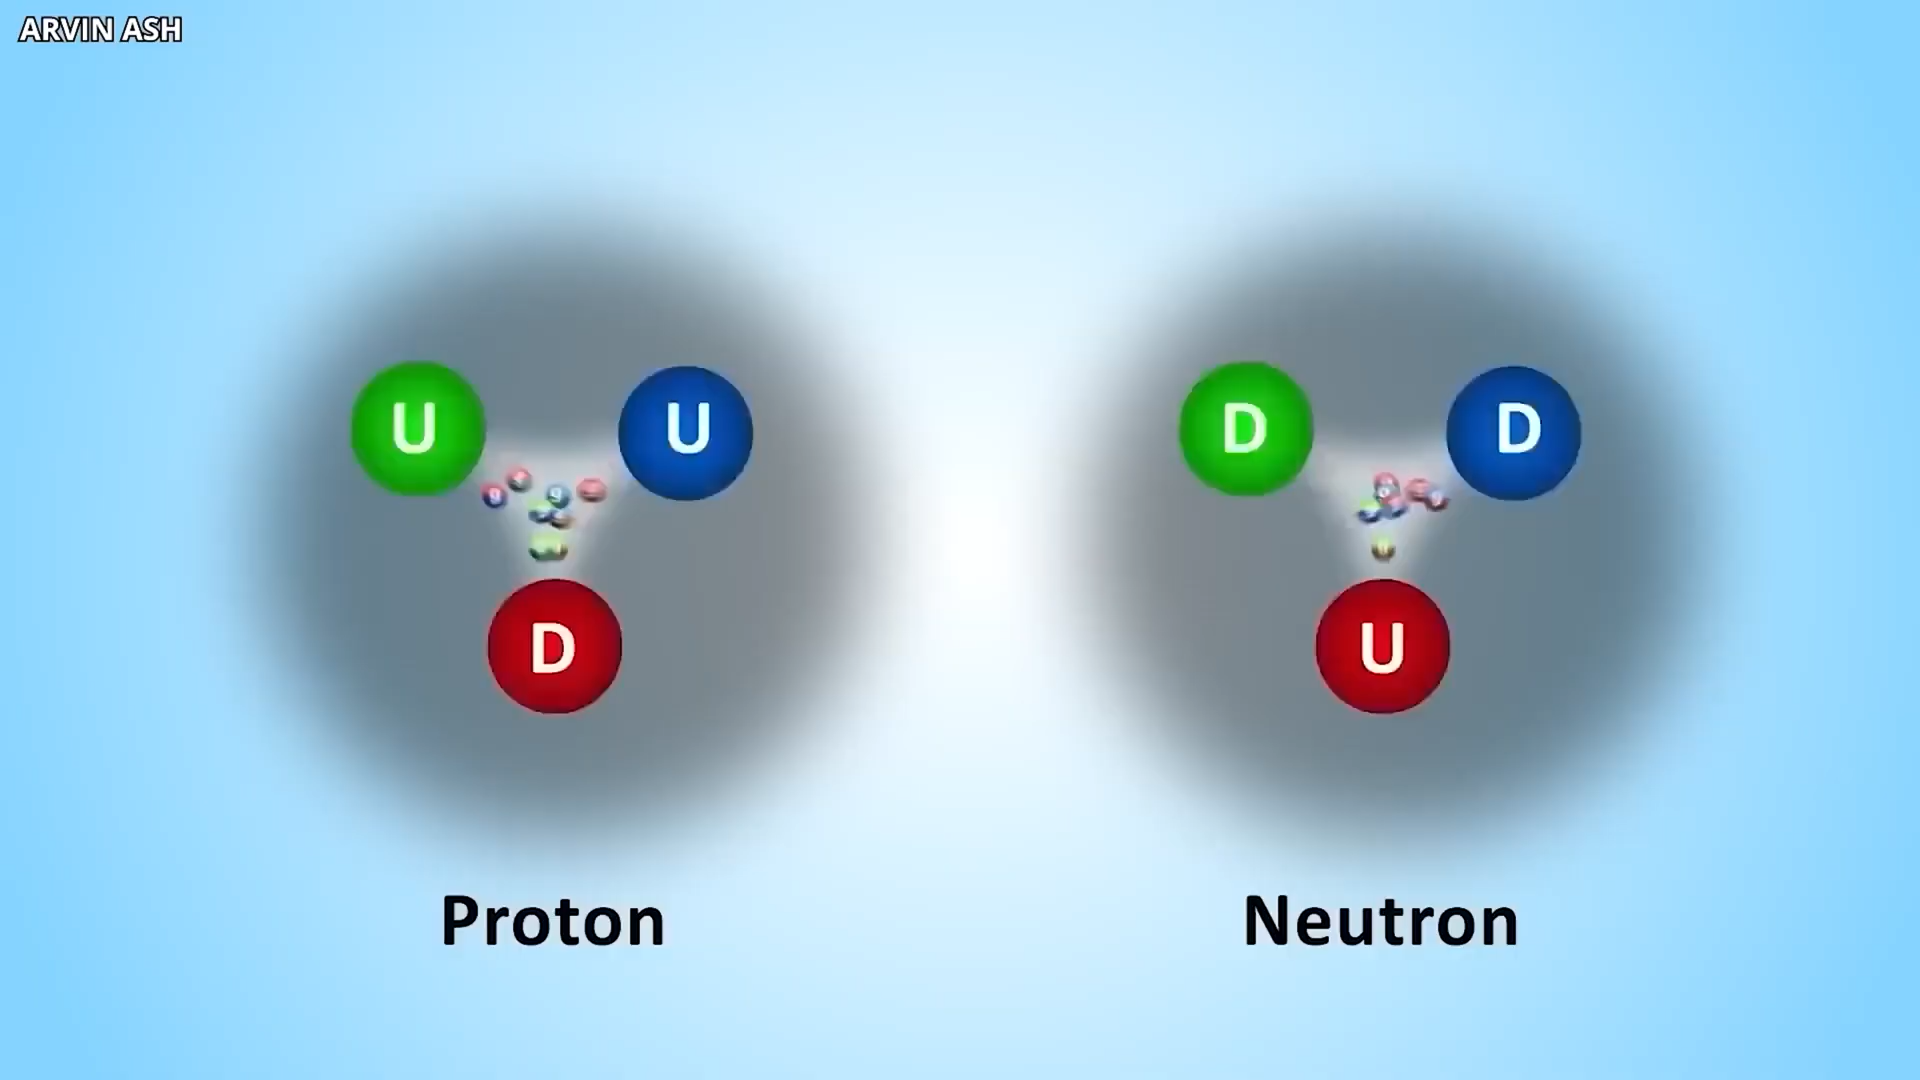 ARVIN ASH
U U
D
D D
U
g
g
Proton
Neutron